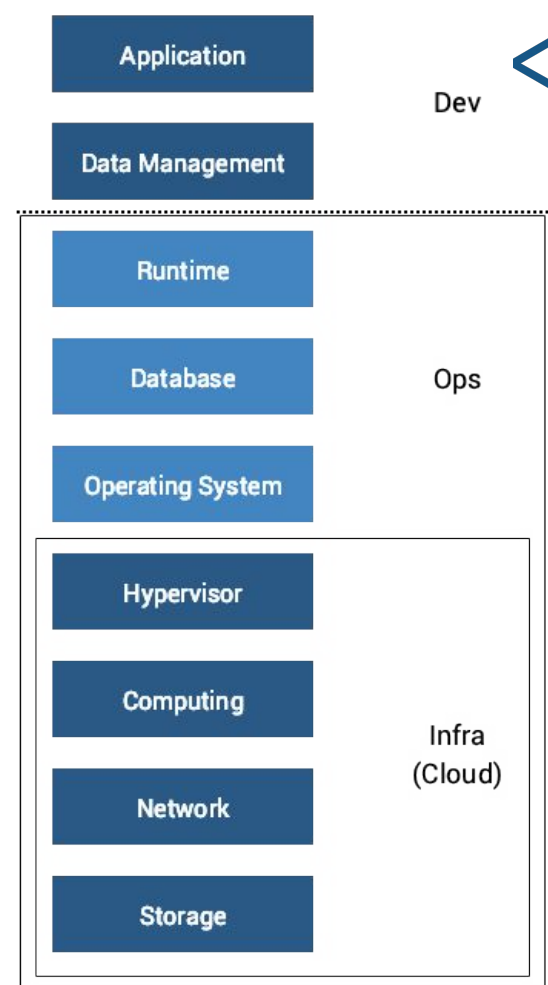 Application
Dev
Data Management
Runtime
Database
Ops
Operating System
Hypervisor
Computing
Infra
(Cloud)
Network
Storage